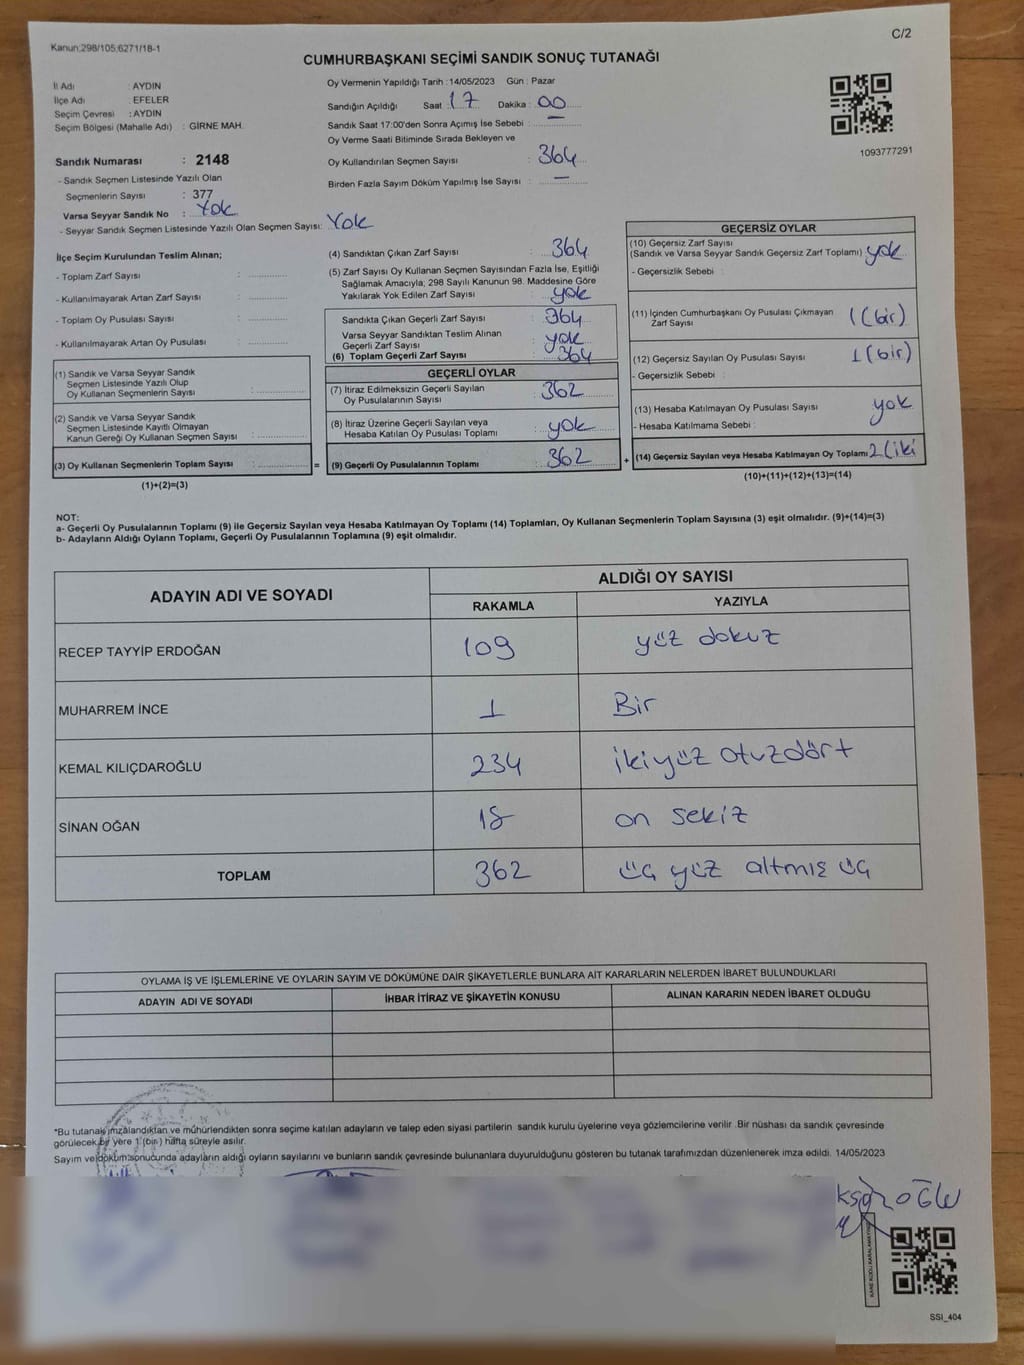 Kanun;298/105;6271/18-1
C/2
CUMHURBAŞKANI SEÇİMİ SANDIK SONUÇ TUTANAĞI
İl Adı : AYDIN
İlçe Adı : EFELER
Seçim Çevresi : AYDIN
Seçim Bölgesi (Mahalle Adı) : GİRNE MAH.
Oy Vermenin Yapıldığı Tarih : 14/05/2023 Gün : Pazar
Sandığın Açıldığı Saat : 17 Dakika : 00
Sandık Saat 17:00'den Sonra Açımış İse Sebebi : —
Oy Verme Saati Bitiminde Sırada Bekleyen ve
Oy Kullandırılan Seçmen Sayısı : 364
Birden Fazla Sayım Döküm Yapılmış İse Sayısı : —
1093777291
Sandık Numarası : 2148
- Sandık Seçmen Listesinde Yazılı Olan
Seçmenlerin Sayısı : 377
Varsa Seyyar Sandık No : Yok
- Seyyar Sandık Seçmen Listesinde Yazılı Olan Seçmen Sayısı: Yok
İlçe Seçim Kurulundan Teslim Alınan;
- Toplam Zarf Sayısı :
- Kullanılmayarak Artan Zarf Sayısı :
- Toplam Oy Pusulası Sayısı :
- Kullanılmayarak Artan Oy Pusulası :
(1) Sandık ve Varsa Seyyar Sandık
Seçmen Listesinde Yazılı Olup
Oy Kullanan Seçmenlerin Sayısı :
(2) Sandık ve Varsa Seyyar Sandık
Seçmen Listesinde Kayıtlı Olmayan
Kanun Gereği Oy Kullanan Seçmen Sayısı :
(3) Oy Kullanan Seçmenlerin Toplam Sayısı :
(1)+(2)=(3)
(4) Sandıktan Çıkan Zarf Sayısı : 364
(5) Zarf Sayısı Oy Kullanan Seçmen Sayısından Fazla İse, Eşitliği
Sağlamak Amacıyla; 298 Sayılı Kanunun 98. Maddesine Göre
Yakılarak Yok Edilen Zarf Sayısı : yok
Sandıkta Çıkan Geçerli Zarf Sayısı : 364
Varsa Seyyar Sandıktan Teslim Alınan
Geçerli Zarf Sayısı : yok
(6) Toplam Geçerli Zarf Sayısı : 364
GEÇERLİ OYLAR
(7) İtiraz Edilmeksizin Geçerli Sayılan
Oy Pusulalarının Sayısı : 362
(8) İtiraz Üzerine Geçerli Sayılan veya
Hesaba Katılan Oy Pusulası Toplamı : yok
= (9) Geçerli Oy Pusulalarının Toplamı : 362
GEÇERSİZ OYLAR
(10) Geçersiz Zarf Sayısı
(Sandık ve Varsa Seyyar Sandık Geçersiz Zarf Toplamı) : yok
- Geçersizlik Sebebi :
(11) İçinden Cumhurbaşkanı Oy Pusulası Çıkmayan
Zarf Sayısı 1 (bir)
(12) Geçersiz Sayılan Oy Pusulası Sayısı : 1 (bir)
- Geçersizlik Sebebi :
(13) Hesaba Katılmayan Oy Pusulası Sayısı : yok
- Hesaba Katılmama Sebebi :
+ (14) Geçersiz Sayılan veya Hesaba Katılmayan Oy Toplamı 2 (iki
(10)+(11)+(12)+(13)=(14)
NOT:
a- Geçerli Oy Pusulalarının Toplamı (9) ile Geçersiz Sayılan veya Hesaba Katılmayan Oy Toplamı (14) Toplamları, Oy Kullanan Seçmenlerin Toplam Sayısına (3) eşit olmalıdır. (9)+(14)=(3)
b- Adayların Aldığı Oyların Toplamı, Geçerli Oy Pusulalarının Toplamına (9) eşit olmalıdır.
ADAYIN ADI VE SOYADI
ALDIĞI OY SAYISI
RAKAMLA YAZIYLA
RECEP TAYYİP ERDOĞAN 109 yüz dokuz
MUHARREM İNCE 1 Bir
KEMAL KILIÇDAROĞLU 234 ikiyüz otuzdört
SİNAN OĞAN 18 on sekiz
TOPLAM 362 üç yüz altmış üç
OYLAMA İŞ VE İŞLEMLERİNE VE OYLARIN SAYIM VE DÖKÜMÜNE DAİR ŞİKAYETLERLE BUNLARA AİT KARARLARIN NELERDEN İBARET BULUNDUKLARI
ADAYIN ADI VE SOYADI İHBAR İTİRAZ VE ŞİKAYETİN KONUSU ALINAN KARARIN NEDEN İBARET OLDUĞU
*Bu tutanak imzalandıktan ve mühürlendikten sonra seçime katılan adayların ve talep eden siyasi partilerin sandık kurulu üyelerine veya gözlemcilerine verilir .Bir nüshası da sandık çevresinde
görülecek bir yere 1 (bir) hafta süreyle asılır.
Sayım ve döküm sonucunda adayların aldığı oyların sayılarını ve bunların sandık çevresinde bulunanlara duyurulduğunu gösteren bu tutanak tarafımızdan düzenlenerek imza edildi. 14/05/2023
SSI_404